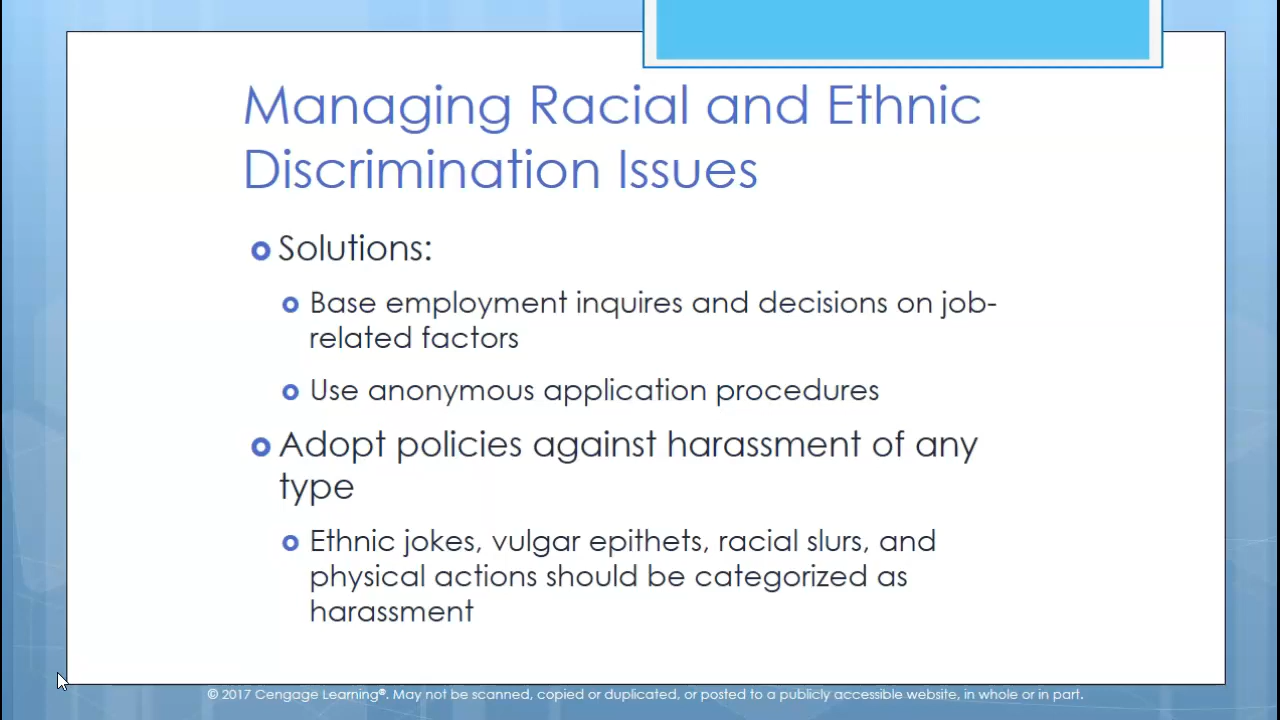 Managing Racial and Ethnic
Discrimination Issues
Solutions:
Base employment inquires and decisions on job-
related factors
Use anonymous application procedures
Adopt policies against harassment of any
type
Ethnic jokes, vulgar epithets, racial slurs, and
physical actions should be categorized as
harassment
© 2017 Cengage Learning®. May not be scanned, copied or duplicated, or posted to a publicly accessible website, in whole or in part.